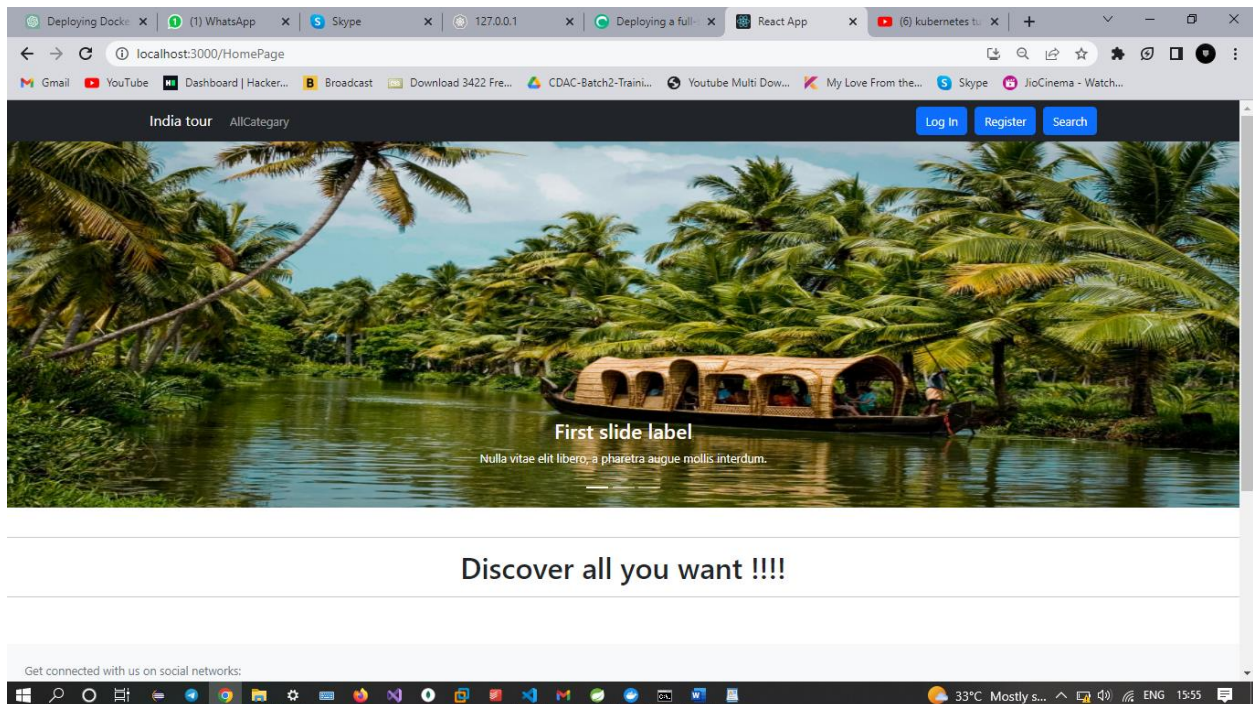 Deploying Docke
(1) WhatsApp
Skype
127.0.0.1
Deploying a full-s
React App
(6) kubernetes tu
localhost:3000/HomePage
Gmail YouTube Dashboard | Hacker... Broadcast Download 3422 Fre... CDAC-Batch2-Traini... Youtube Multi Dow... My Love From the... Skype JioCinema - Watch...
India tour AllCategary Log In Register Search
First slide label
Nulla vitae elit libero, a pharetra augue mollis interdum.
Discover all you want !!!!
Get connected with us on social networks:
33°C Mostly s... ENG 15:55